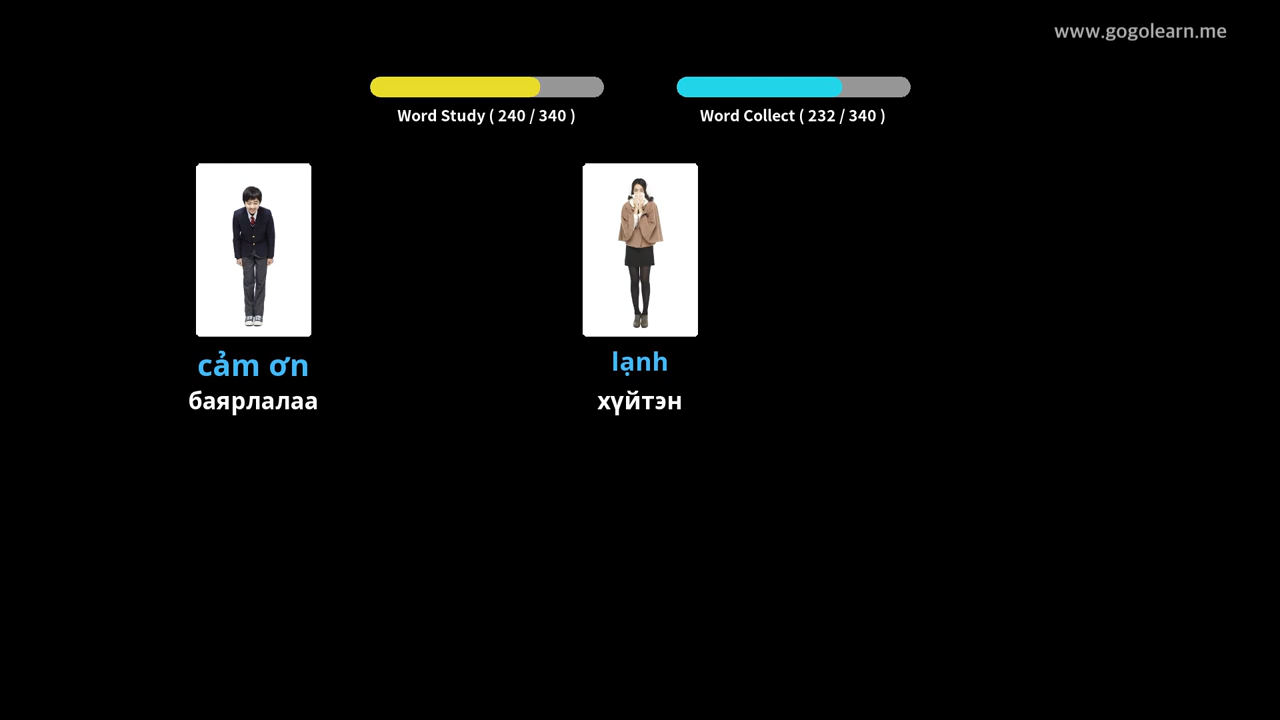 www.gogolearn.me
Word Study ( 240 / 340 )
Word Collect ( 232 / 340 )
cảm ơn
баярлалаа
lạnh
хүйтэн